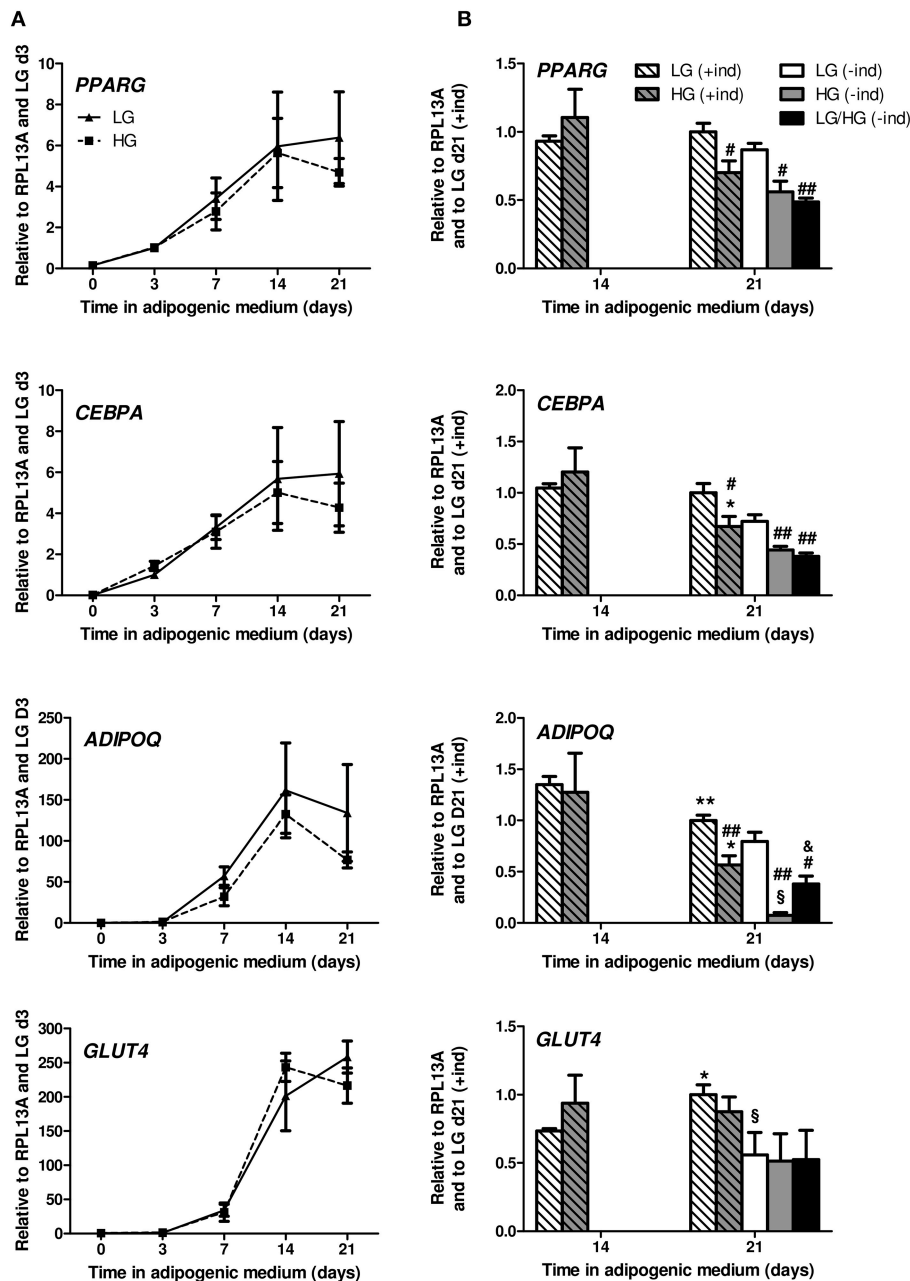 A
PPARG
LG
HG
Relative to RPL13A and LG d3
10
8
6
4
2
0
0 3 7 14 21
Time in adipogenic medium (days)
CEBPA
Relative to RPL13A and LG d3
10
8
6
4
2
0
0 3 7 14 21
Time in adipogenic medium (days)
ADIPOQ
Relative to RPL13A and LG D3
250
200
150
100
50
0
0 3 7 14 21
Time in adipogenic medium (days)
GLUT4
Relative to RPL13A and LG d3
300
250
200
150
100
50
0
0 3 7 14 21
Time in adipogenic medium (days)
B
PPARG
LG (+ind)
HG (+ind)
LG (-ind)
HG (-ind)
LG/HG (-ind)
Relative to RPL13A
and to LG d21 (+ind)
1.5
1.0
0.5
0.0
# # ##
14 21
Time in adipogenic medium (days)
CEBPA
Relative to RPL13A
and to LG d21 (+ind)
2.0
1.5
1.0
0.5
0.0
#
* ## ##
14 21
Time in adipogenic medium (days)
ADIPOQ
Relative to RPL13A
and to LG D21 (+ind)
2.0
1.5
1.0
0.5
0.0
**
##
*
##
§
&
#
14 21
Time in adipogenic medium (days)
GLUT4
Relative to RPL13A
and to LG d21 (+ind)
1.5
1.0
0.5
0.0
*
§
14 21
Time in adipogenic medium (days)